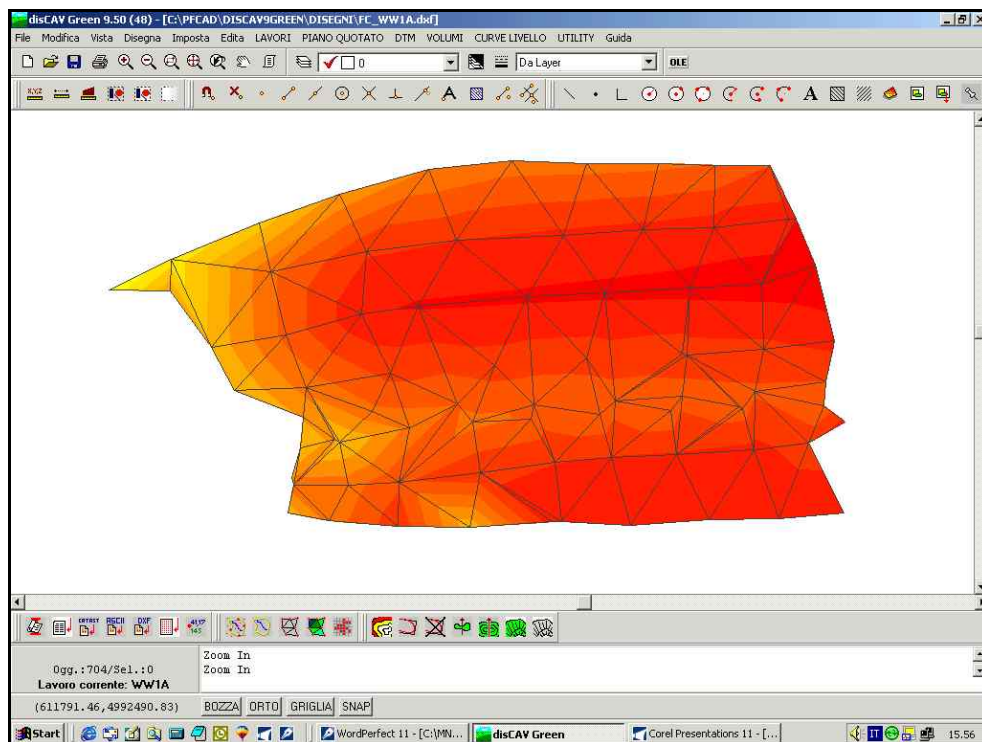 disCAV Green 9.50 (48) - [C:\PFCAD\DISCAV9GREEN\DISEGNI\FC_WW1A.dxf]
File Modifica Vista Disegna Imposta Edita LAVORI PIANO QUOTATO DTM VOLUMI CURVE LIVELLO UTILITY Guida
0 Da Layer OLE
X,Y,Z A A
ASCII DXF
Zoom In
Ogg.:704/Sel.:0 Zoom In
Lavoro corrente: WW1A
(611791.46,4992490.83) BOZZA ORTO GRIGLIA SNAP
Start WordPerfect 11 - [C:\MN... disCAV Green Corel Presentations 11 - [... IT 15.56